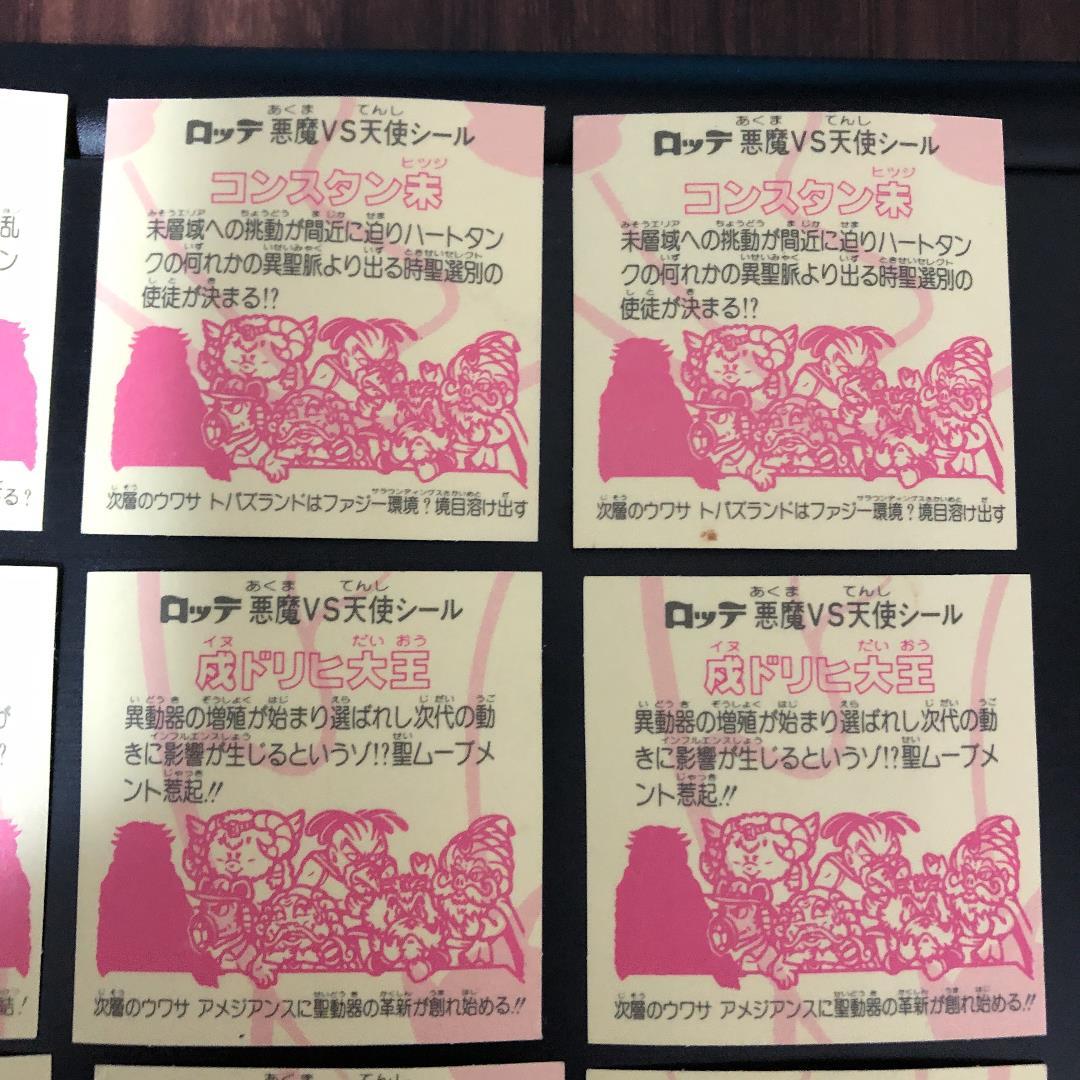 ロッテ 悪魔VS天使シール
コンスタン未
未層域への挑動が間近に迫りハートタン
クの何れかの異聖脈より出る時聖選別の
使徒が決まる!?
次層のウワサ トパズランドはファジー環境?境目溶け出す
ロッテ 悪魔VS天使シール
コンスタン未
未層域への挑動が間近に迫りハートタン
クの何れかの異聖脈より出る時聖選別の
使徒が決まる!?
次層のウワサ トパズランドはファジー環境?境目溶け出す
ロッテ 悪魔VS天使シール
戌ドリヒ大王
異動器の増殖が始まり選ばれし次代の動
きに影響が生じるというゾ!?聖ムーブメ
ント惹起!!
次層のウワサ アメジアンスに聖動器の革新が創れ始める!!
ロッテ 悪魔VS天使シール
戌ドリヒ大王
異動器の増殖が始まり選ばれし次代の動
きに影響が生じるというゾ!?聖ムーブメ
ント惹起!!
次層のウワサ アメジアンスに聖動器の革新が創れ始める!!